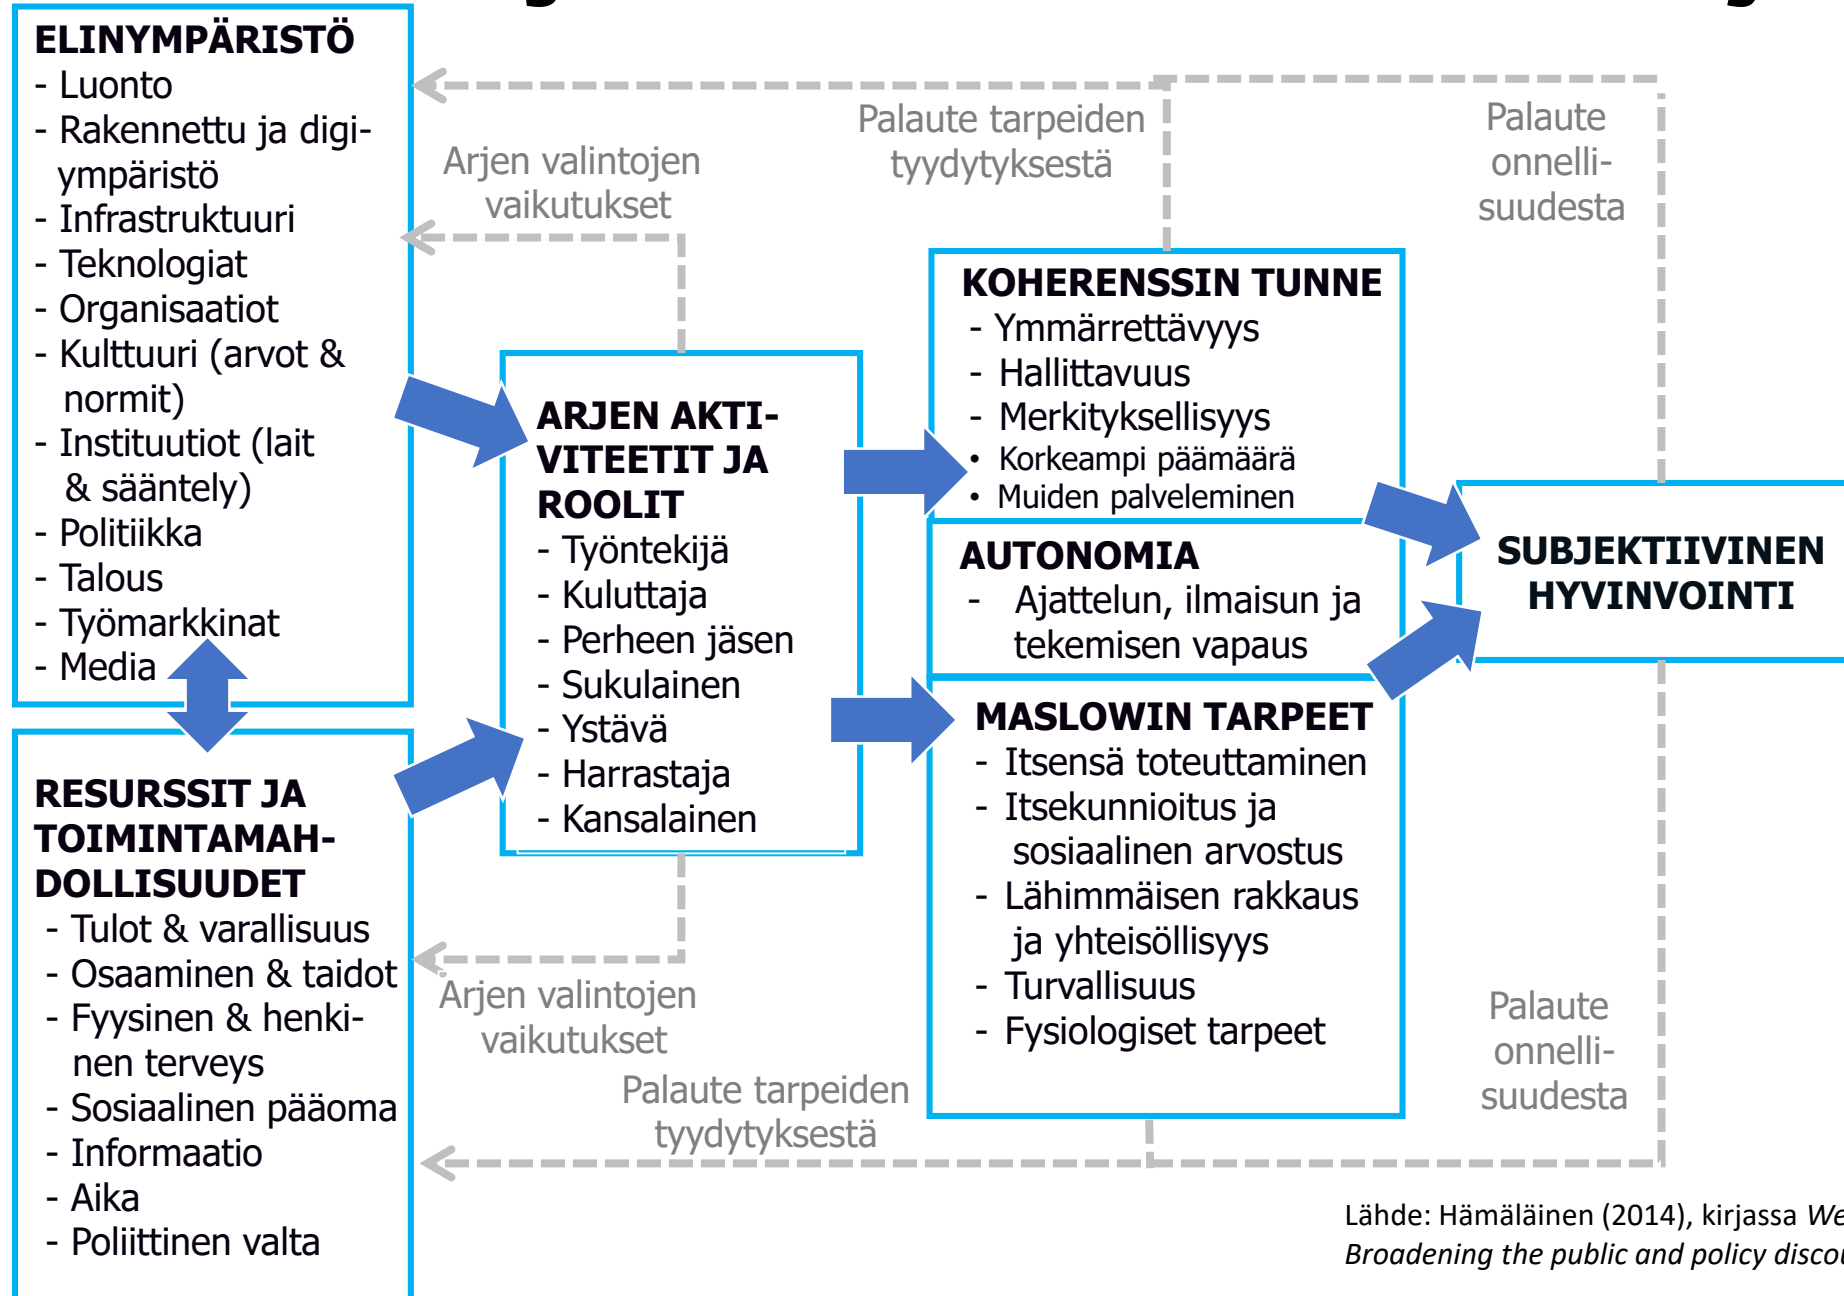 ELINYMPÄRISTÖ
- Luonto
- Rakennettu ja digi-
ympäristö
- Infrastruktuuri
- Teknologiat
- Organisaatiot
- Kulttuuri (arvot &
normit)
- Instituutiot (lait
& sääntely)
- Politiikka
- Talous
- Työmarkkinat
- Media
RESURSSIT JA
TOIMINTAMAH-
DOLLISUUDET
- Tulot & varallisuus
- Osaaminen & taidot
- Fyysinen & henki-
nen terveys
- Sosiaalinen pääoma
- Informaatio
- Aika
- Poliittinen valta
Arjen valintojen
vaikutukset
ARJEN AKTI-
VITEETIT JA
ROOLIT
- Työntekijä
- Kuluttaja
- Perheen jäsen
- Sukulainen
- Ystävä
- Harrastaja
- Kansalainen
Arjen valintojen
vaikutukset
Palaute tarpeiden
tyydytyksestä
KOHERENSSIN TUNNE
- Ymmärrettävyys
- Hallittavuus
- Merkityksellisyys
• Korkeampi päämäärä
• Muiden palveleminen
AUTONOMIA
- Ajattelun, ilmaisun ja
tekemisen vapaus
MASLOWIN TARPEET
- Itsensä toteuttaminen
- Itsekunnioitus ja
sosiaalinen arvostus
- Lähimmäisen rakkaus
ja yhteisöllisyys
- Turvallisuus
- Fysiologiset tarpeet
Palaute tarpeiden
tyydytyksestä
Palaute
onnelli-
suudesta
SUBJEKTIIVINEN
HYVINVOINTI
Palaute
onnelli-
suudesta
Lähde: Hämäläinen (2014), kirjassa
Broadening the public and policy